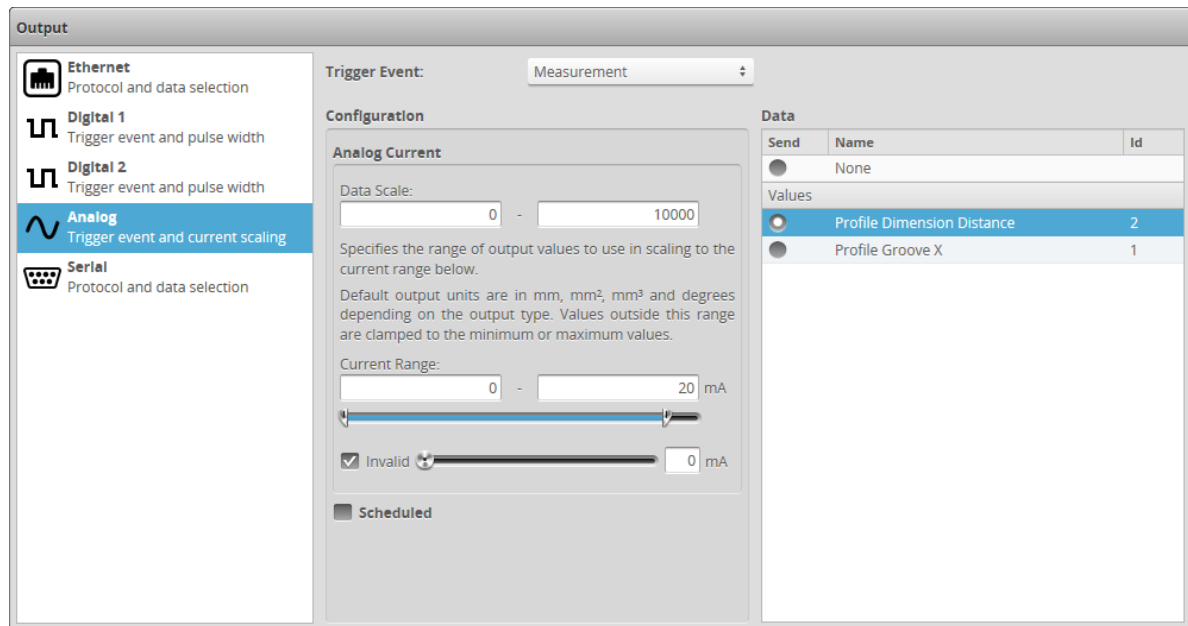 Output
Ethernet
Protocol and data selection
Digital 1
Trigger event and pulse width
Digital 2
Trigger event and pulse width
Analog
Trigger event and current scaling
Serial
Protocol and data selection
Trigger Event: Measurement
Configuration
Analog Current
Data Scale:
0 - 10000
Specifies the range of output values to use in scaling to the
current range below.
Default output units are in mm, mm², mm³ and degrees
depending on the output type. Values outside this range
are clamped to the minimum or maximum values.
Current Range:
0 - 20 mA
Invalid 0 mA
Scheduled
Data
Send Name Id
None
Values
Profile Dimension Distance 2
Profile Groove X 1